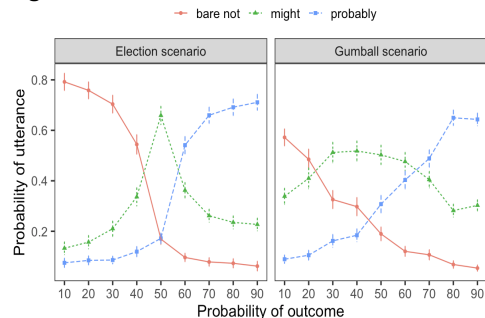 bare not might probably
Election scenario Gumball scenario
0.8
0.6
0.4
0.2
10 20 30 40 50 60 70 80 90 10 20 30 40 50 60 70 80 90
Probability of utterance
Probability of outcome